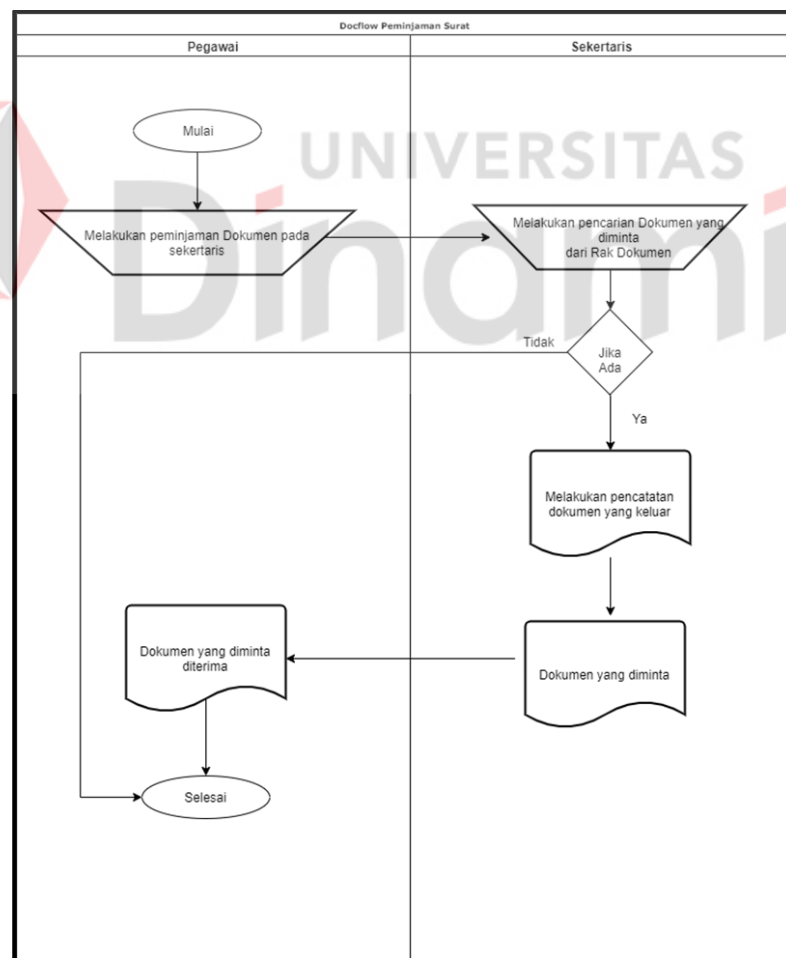 Docflow Peminjaman Surat
Pegawai
Sekertaris
UNIVERSITAS
Dinami
Mulai
Melakukan peminjaman Dokumen pada
sekertaris
Melakukan pencarian Dokumen yang
diminta
dari Rak Dokumen
Tidak
Jika
Ada
Ya
Melakukan pencatatan
dokumen yang keluar
Dokumen yang diminta
diterima
Dokumen yang diminta
Selesai